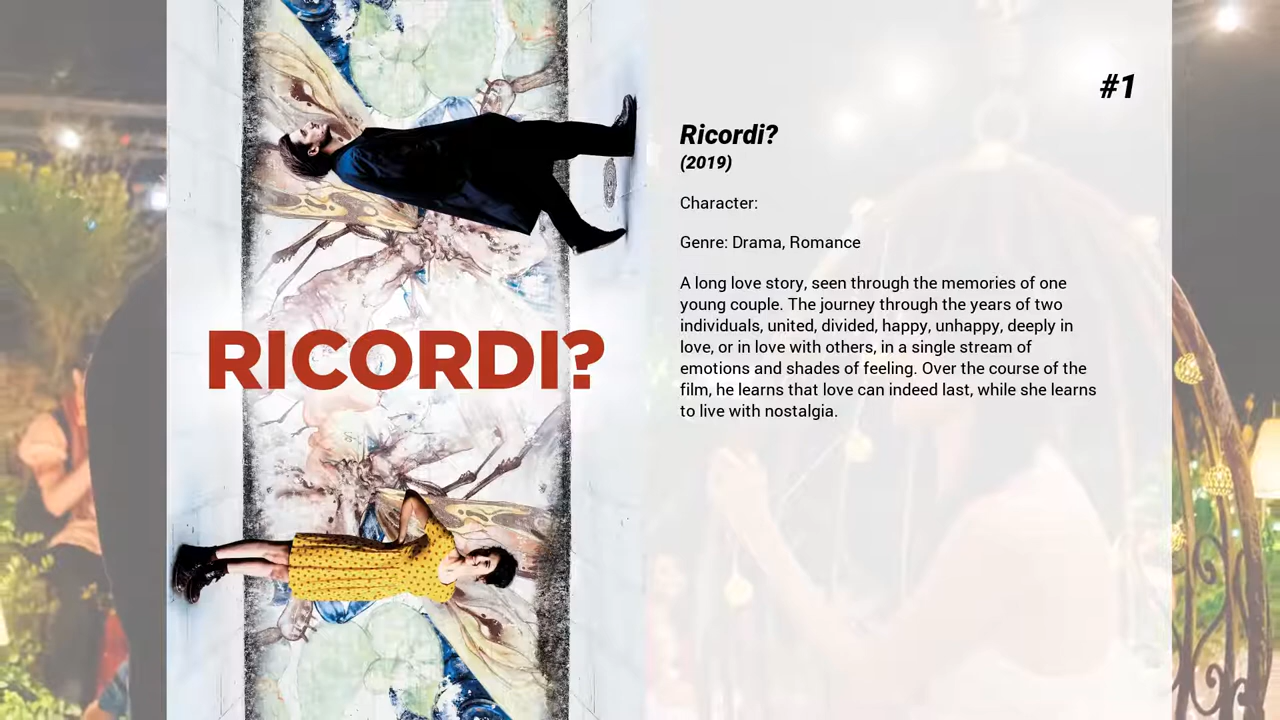 RICORDI?
#1
Ricordi?
(2019)
Character:
Genre: Drama, Romance
A long love story, seen through the memories of one
young couple. The journey through the years of two
individuals, united, divided, happy, unhappy, deeply in
love, or in love with others, in a single stream of
emotions and shades of feeling. Over the course of the
film, he learns that love can indeed last, while she learns
to live with nostalgia.